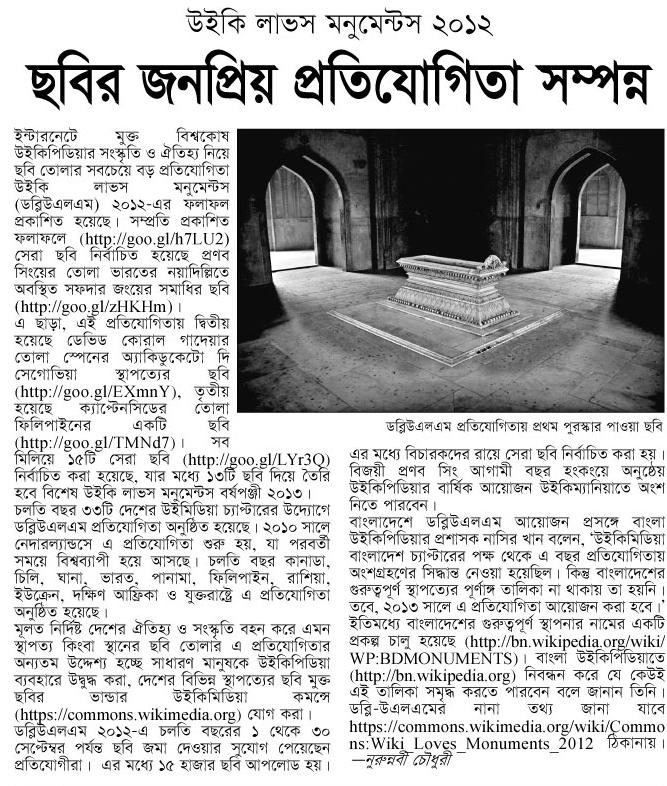 উইকি লাভস মনুমেন্টস ২০১২
ছবির জনপ্রিয় প্রতিযোগিতা সম্পন্ন
ইন্টারনেটে মুক্ত বিশ্বকোষ
উইকিপিডিয়ার সংস্কৃতি ও ঐতিহ্য নিয়ে
ছবি তোলার সবচেয়ে বড় প্রতিযোগিতা
উইকি লাভস মনুমেন্টস
(ডব্লিউএলএম) ২০১২-এর ফলাফল
প্রকাশিত হয়েছে। সম্প্রতি প্রকাশিত
ফলাফলে (http://goo.gl/h7LU2)
সেরা ছবি নির্বাচিত হয়েছে প্রণব
সিংয়ের তোলা ভারতের নয়াদিল্লিতে
অবস্থিত সফদার জংয়ের সমাধির ছবি
(http://goo.gl/zHKHm)।
এ ছাড়া, এই প্রতিযোগিতায় দ্বিতীয়
হয়েছে ডেভিড কোরাল গাদেয়ার
তোলা স্পেনের অ্যাকিডুকেটো দি
সেগোভিয়া স্থাপত্যের ছবি
(http://goo.gl/EXmnY), তৃতীয়
হয়েছে ক্যাপ্টেনসিডের তোলা
ফিলিপাইনের একটি ছবি
(http://goo.gl/TMNd7)। সব
মিলিয়ে ১৫টি সেরা ছবি (http://goo.gl/LYr3Q)
নির্বাচিত করা হয়েছে, যার মধ্যে ১৩টি ছবি দিয়ে তৈরি
হবে বিশেষ উইকি লাভস মনুমেন্টস বর্ষপঞ্জী ২০১৩।
চলতি বছর ৩৩টি দেশের উইমিডিয়া চ্যাপ্টারের উদ্যোগে
ডব্লিউএলএম প্রতিযোগিতা অনুষ্ঠিত হয়েছে। ২০১০ সালে
নেদারল্যান্ডসে এ প্রতিযোগিতা শুরু হয়, যা পরবর্তী
সময়ে বিশ্বব্যাপী হয়ে আসছে। চলতি বছর কানাডা,
চিলি, ঘানা, ভারত, পানামা, ফিলিপাইন, রাশিয়া,
ইউক্রেন, দক্ষিণ আফ্রিকা ও যুক্তরাষ্ট্রে এ প্রতিযোগিতা
অনুষ্ঠিত হয়েছে।
মূলত নির্দিষ্ট দেশের ঐতিহ্য ও সংস্কৃতি বহন করে এমন
স্থাপত্য কিংবা স্থানের ছবি তোলার এ প্রতিযোগিতার
অন্যতম উদ্দেশ্য হচ্ছে সাধারণ মানুষকে উইকিপিডিয়া
ব্যবহারে উদ্বুদ্ধ করা, দেশের বিভিন্ন স্থাপত্যের ছবি মুক্ত
ছবির ভান্ডার উইকিমিডিয়া কমন্সে
(https://commons.wikimedia.org) যোগ করা।
ডব্লিউএলএম ২০১২-এ চলতি বছরের ১ থেকে ৩০
সেপ্টেম্বর পর্যন্ত ছবি জমা দেওয়ার সুযোগ পেয়েছেন
প্রতিযোগীরা। এর মধ্যে ১৫ হাজার ছবি আপলোড হয়।
ডব্লিউএলএম প্রতিযোগিতায় প্রথম পুরস্কার পাওয়া ছবি
এর মধ্যে বিচারকদের রায়ে সেরা ছবি নির্বাচিত করা হয়।
বিজয়ী প্রণব সিং আগামী বছর হংকংয়ে অনুষ্ঠেয়
উইকিপিডিয়ার বার্ষিক আয়োজন উইকিম্যানিয়াতে অংশ
নিতে পারবেন।
বাংলাদেশে ডব্লিউএলএম আয়োজন প্রসঙ্গে বাংলা
উইকিপিডিয়ার প্রশাসক নাসির খান বলেন, ‘উইকিমিডিয়া
বাংলাদেশ চ্যাপ্টারের পক্ষ থেকে এ বছর প্রতিযোগিতায়
অংশগ্রহণের সিদ্ধান্ত নেওয়া হয়েছিল। কিন্তু বাংলাদেশের
গুরুত্বপূর্ণ স্থাপত্যের পূর্ণাঙ্গ তালিকা না থাকায় তা হয়নি।
তবে, ২০১৩ সালে এ প্রতিযোগিতা আয়োজন করা হবে।’
ইতিমধ্যে বাংলাদেশের গুরুত্বপূর্ণ স্থাপনার নামের একটি
প্রকল্প চালু হয়েছে (http://bn.wikipedia.org/wiki/
WP:BDMONUMENTS)। বাংলা উইকিপিডিয়াতে
(http://bn.wikipedia.org) নিবন্ধন করে যে কেউই
এই তালিকা সমৃদ্ধ করতে পারবেন বলে জানান তিনি।
ডব্লি-উএলএমের নানা তথ্য জানা যাবে
https://commons.wikimedia.org/wiki/Commo
ns:Wiki_Loves_Monuments_2012 ঠিকানায়।
—নুরুন্নবী চৌধুরী